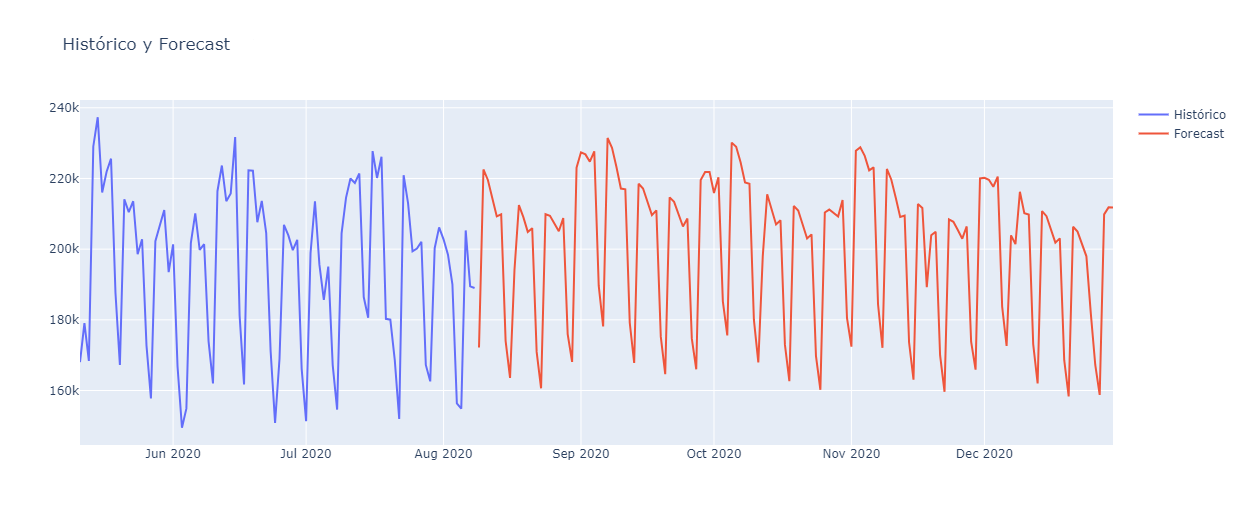 Histórico y Forecast
240k
220k
200k
180k
160k
Jun 2020
Jul 2020
Aug 2020
Sep 2020
Oct 2020
Nov 2020
Dec 2020
Histórico
Forecast